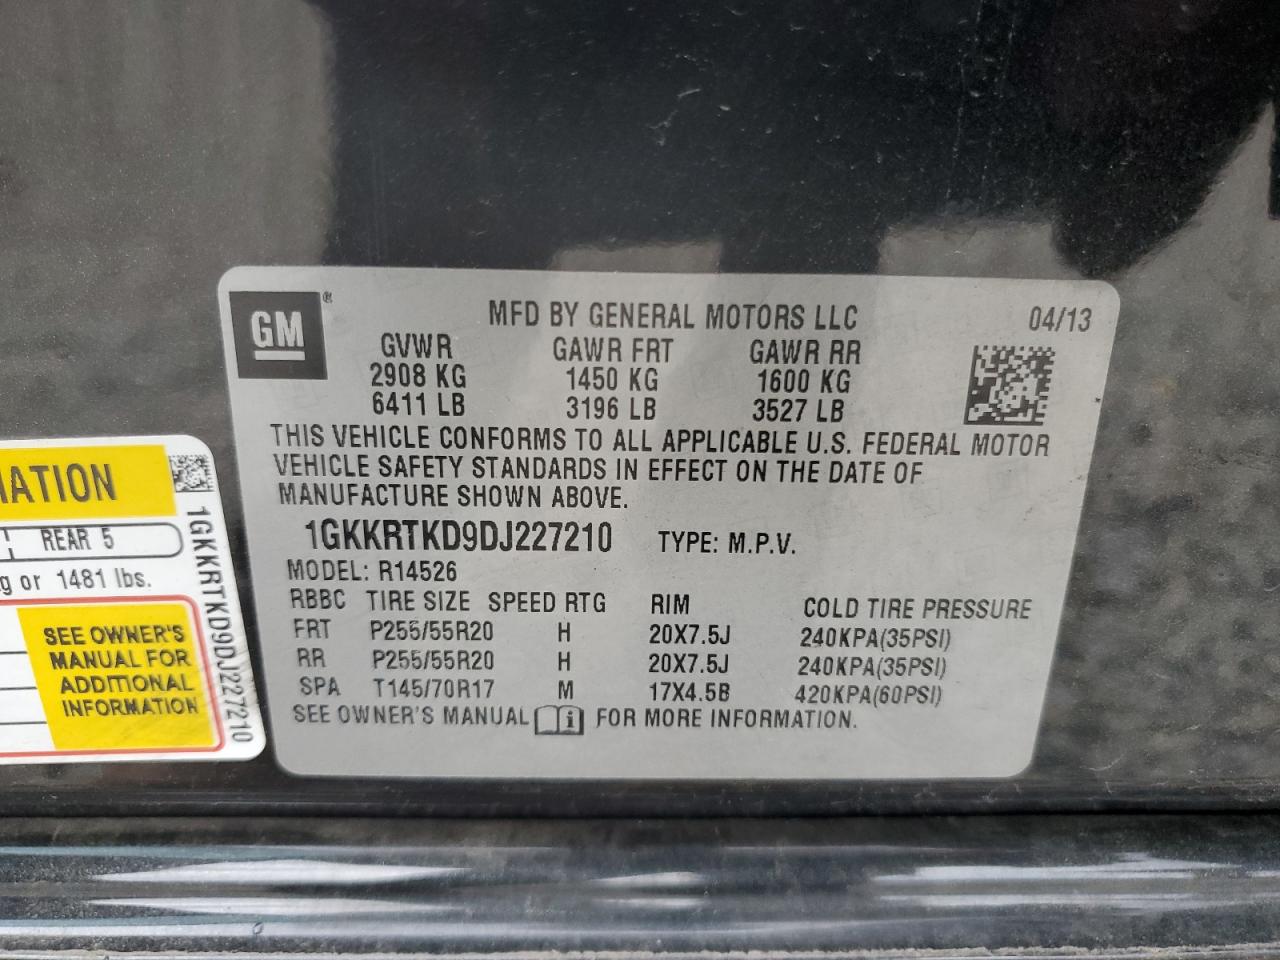 GM®
MFD BY GENERAL MOTORS LLC 04/13
GVWR GAWR FRT GAWR RR
2908 KG 1450 KG 1600 KG
6411 LB 3196 LB 3527 LB
THIS VEHICLE CONFORMS TO ALL APPLICABLE U.S. FEDERAL MOTOR
VEHICLE SAFETY STANDARDS IN EFFECT ON THE DATE OF
MANUFACTURE SHOWN ABOVE.
1GKKRTKD9DJ227210 TYPE: M.P.V.
MODEL: R14526
RBBC TIRE SIZE SPEED RTG RIM COLD TIRE PRESSURE
FRT P255/55R20 H 20X7.5J 240KPA(35PSI)
RR P255/55R20 H 20X7.5J 240KPA(35PSI)
SPA T145/70R17 M 17X4.5B 420KPA(60PSI)
SEE OWNER'S MANUAL i FOR MORE INFORMATION.
MATION
REAR 5
g or 1481 lbs.
SEE OWNER'S
MANUAL FOR
ADDITIONAL
INFORMATION
1GKKRTKD9DJ227210